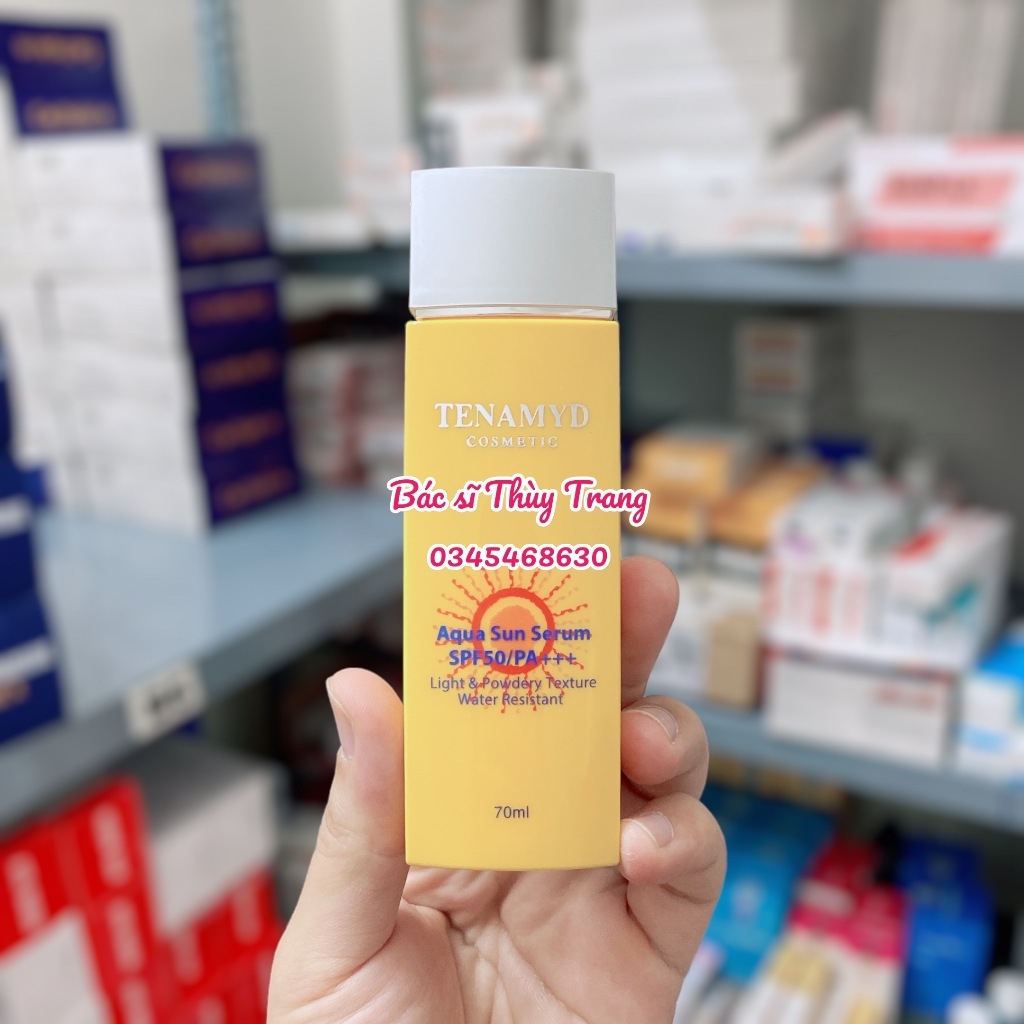 TENAMYD
COSMETIC
Bác sĩ Thùy Trang
0345468630
Aqua Sun Serum
SPF50/PA+++
Light & Powdery Texture
Water Resistant
70ml